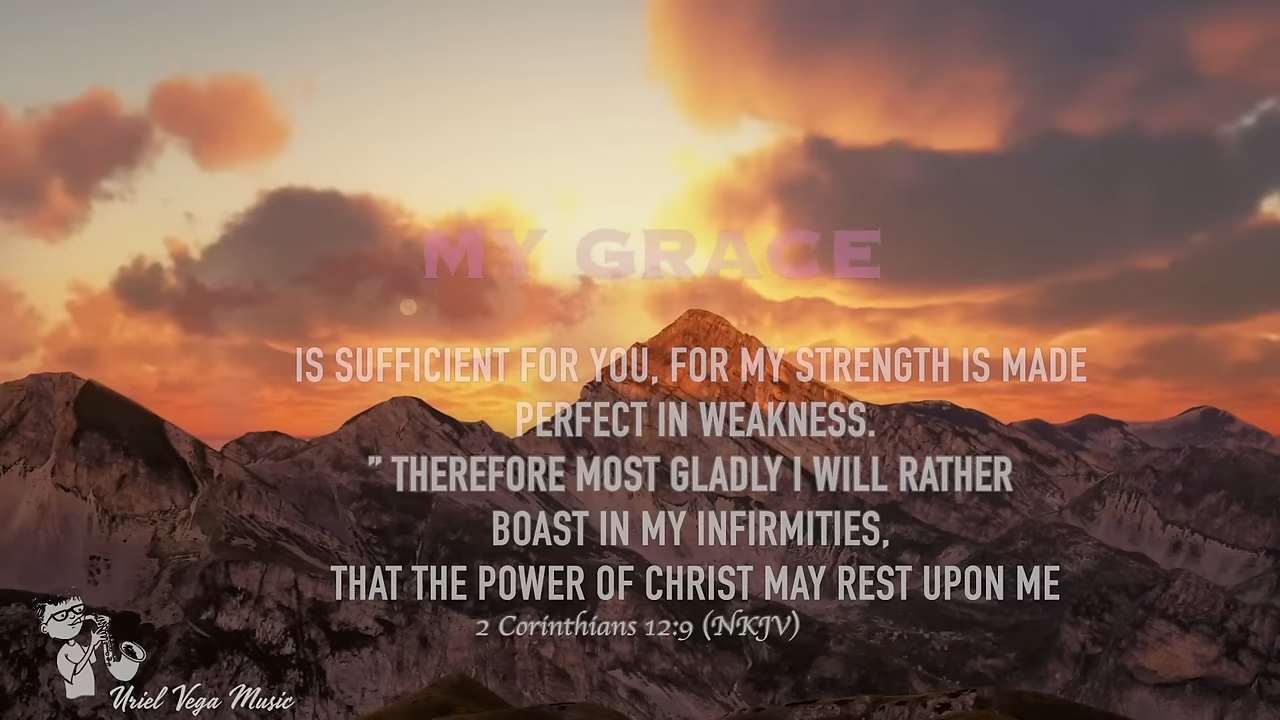 MY GRACE
IS SUFFICIENT FOR YOU, FOR MY STRENGTH IS MADE
PERFECT IN WEAKNESS.
” THEREFORE MOST GLADLY I WILL RATHER
BOAST IN MY INFIRMITIES,
THAT THE POWER OF CHRIST MAY REST UPON ME
2 Corinthians 12:9 (NKJV)
Uriel Vega Music